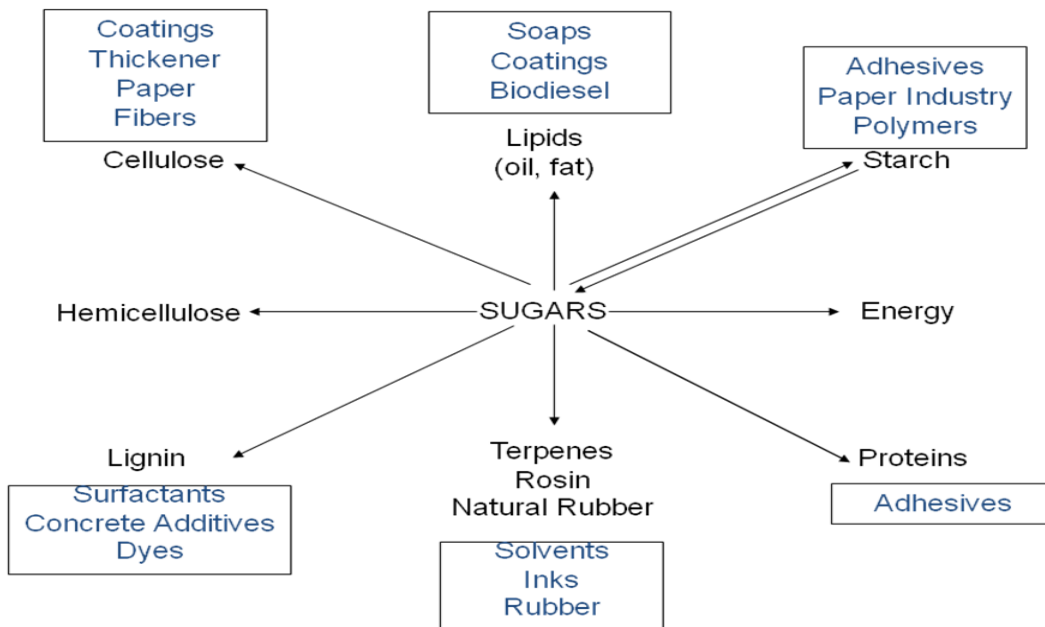 Coatings
Thickener
Paper
Fibers
Cellulose
Soaps
Coatings
Biodiesel
Lipids
(oil, fat)
Adhesives
Paper Industry
Polymers
Starch
Hemicellulose
SUGARS
Energy
Lignin
Surfactants
Concrete Additives
Dyes
Terpenes
Rosin
Natural Rubber
Solvents
Inks
Rubber
Proteins
Adhesives